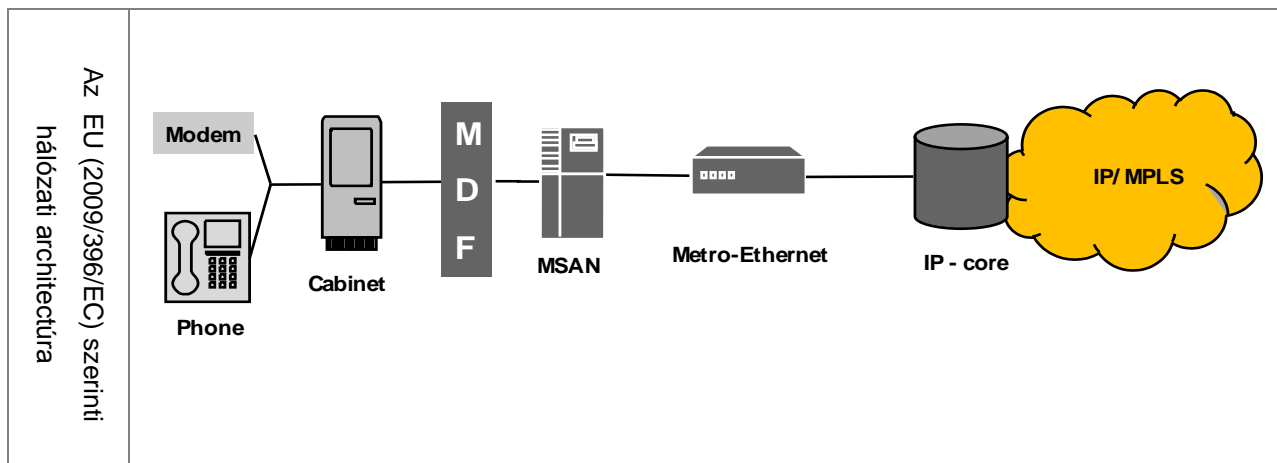 Az EU (2009/396/EC) szerinti
hálózati architectúra
Modem
Phone
Cabinet
M
D
F
MSAN
Metro-Ethernet
IP - core
IP/ MPLS